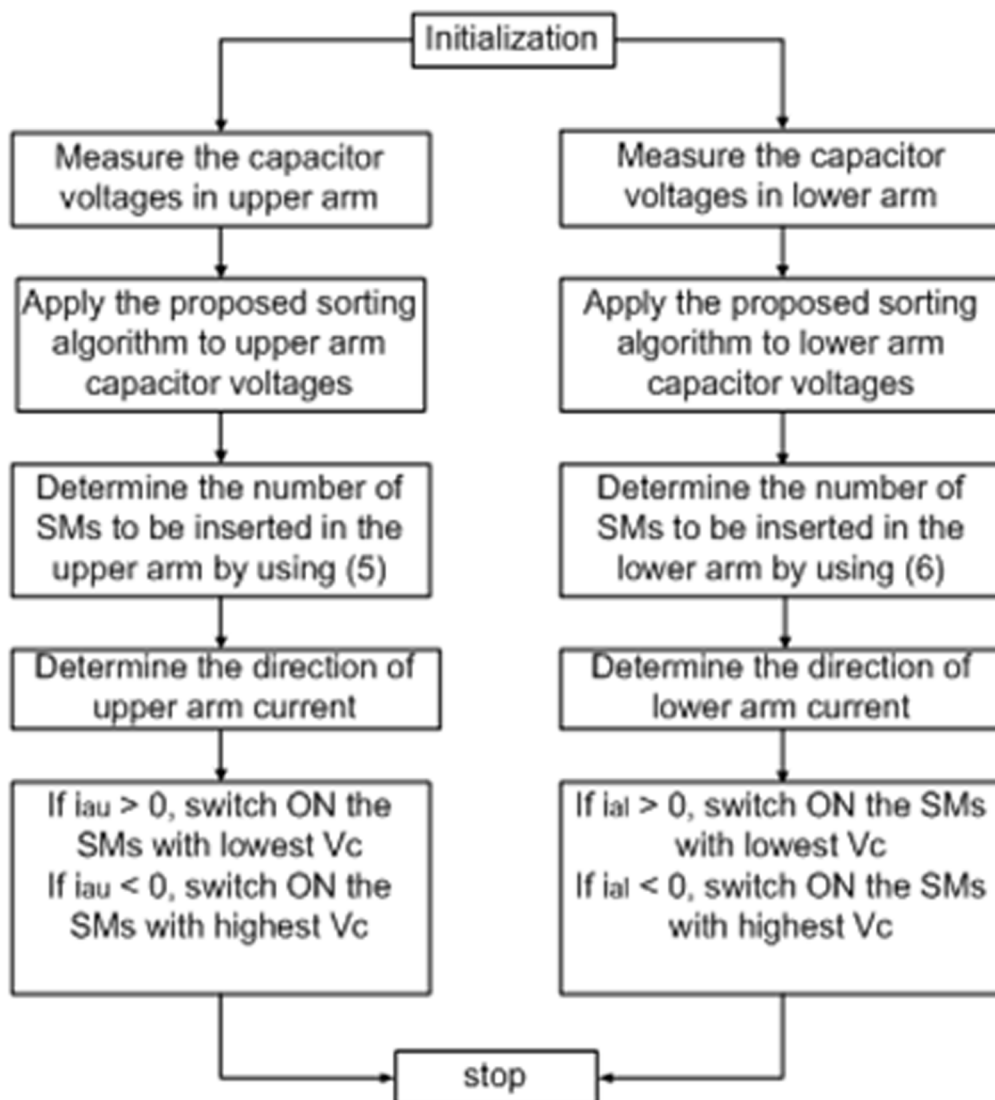 Initialization
Measure the capacitor
voltages in upper arm
Apply the proposed sorting
algorithm to upper arm
capacitor voltages
Determine the number of
SMs to be inserted in the
upper arm by using (5)
Determine the direction of
upper arm current
If iau > 0, switch ON the
SMs with lowest Vc
If iau < 0, switch ON the
SMs with highest Vc
Measure the capacitor
voltages in lower arm
Apply the proposed sorting
algorithm to lower arm
capacitor voltages
Determine the number of
SMs to be inserted in the
lower arm by using (6)
Determine the direction of
lower arm current
If ial > 0, switch ON the SMs
with lowest Vc
If ial < 0, switch ON the SMs
with highest Vc
stop